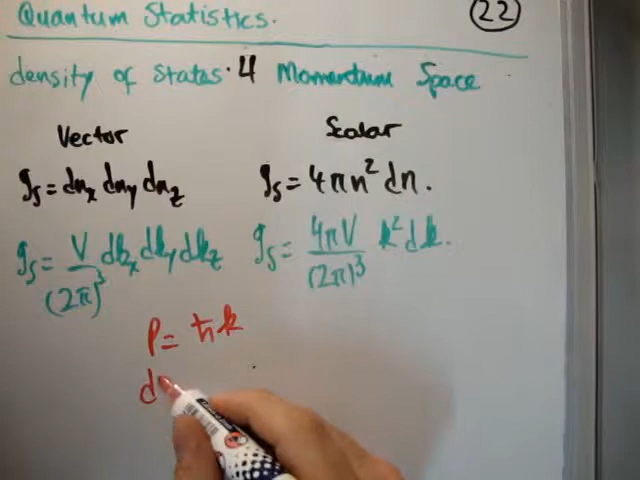 Quantum Statistics. 22
density of States. 4 Momentum Space
Vector Scalar
gs = dnx dny dnz gs = 4πn² dn.
gs = V/(2π)³ dkx dky dkz gs = 4πV/(2π)³ k² dk.
p = ħk
d